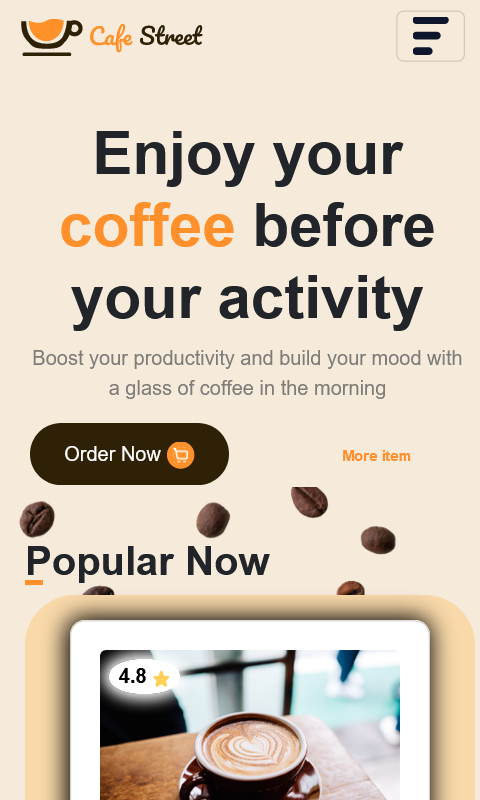 Cafe Street
Enjoy your
coffee before
your activity
Boost your productivity and build your mood with
a glass of coffee in the morning
Order Now
More item
Popular Now
4.8